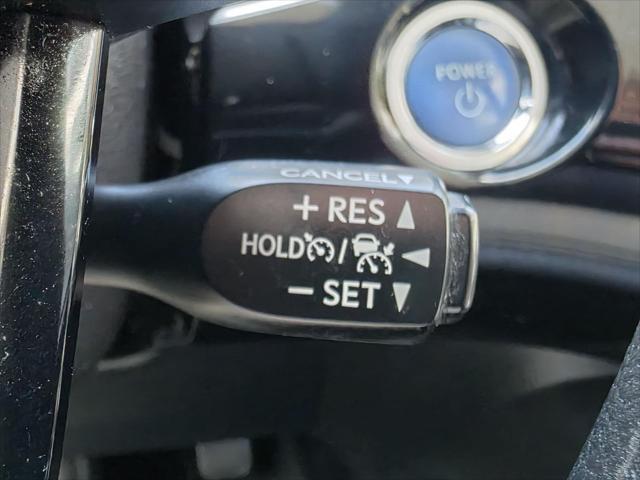 POWER
CANCEL▼
+ RES ▲
HOLD / ◀
− SET ▼